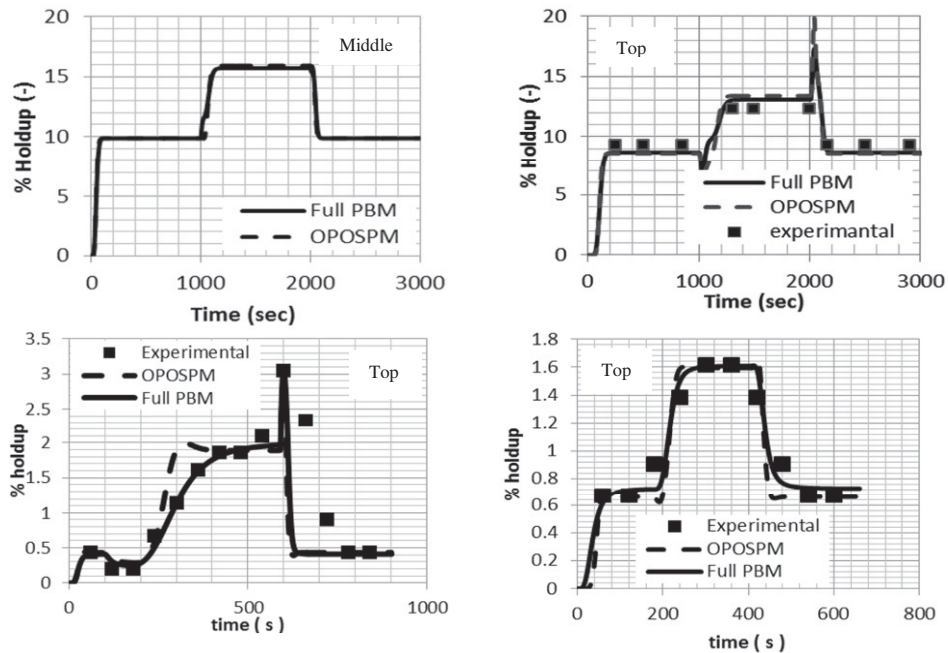 % Holdup (-)
20
15
10
5
0
Middle
Full PBM
OPOSPM
0 1000 2000 3000
Time (sec)
% Holdup (-)
20
15
10
5
0
Top
Full PBM
OPOSPM
experimantal
0 1000 2000 3000
Time (sec)
% holdup
3.5
3
2.5
2
1.5
1
0.5
0
Experimental
OPOSPM
Full PBM
Top
0 500 1000
time ( s )
% holdup
1.8
1.6
1.4
1.2
1
0.8
0.6
0.4
0.2
0
Top
Experimental
OPOSPM
Full PBM
0 200 400 600 800
time ( s )